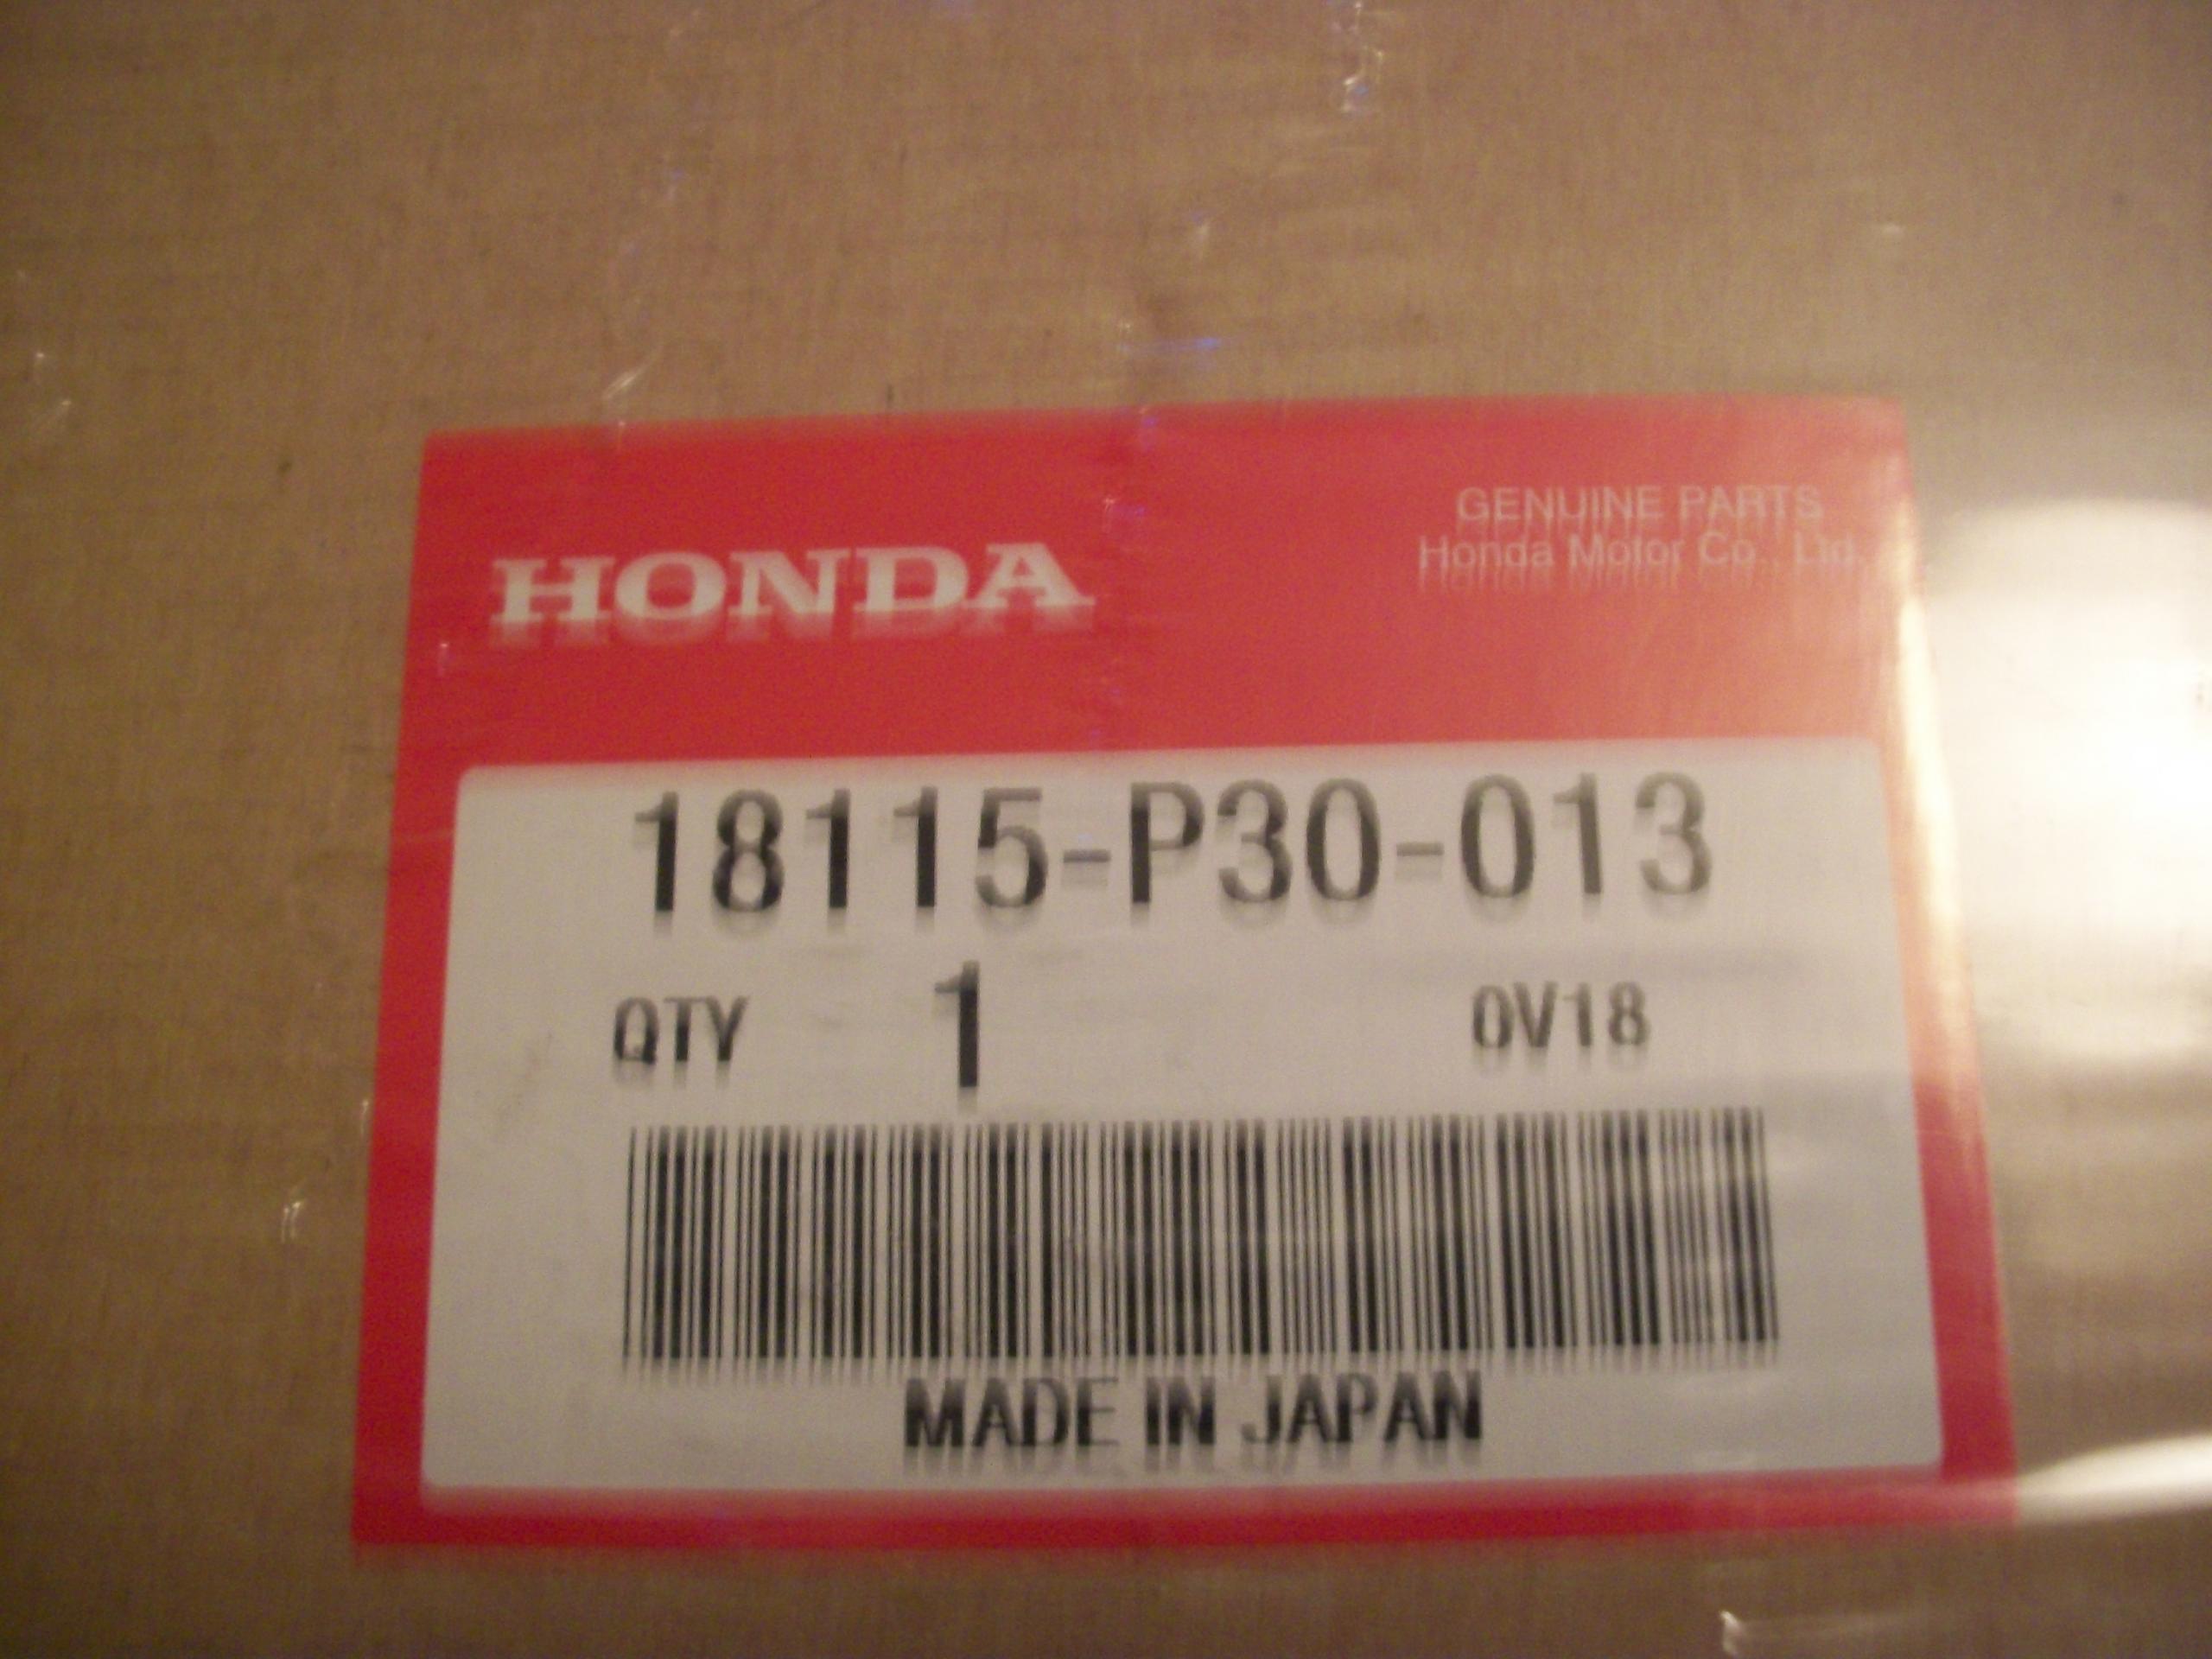 HONDA
GENUINE PARTS
Honda Motor Co., Ltd.
18115-P30-013
QTY 1 0V18
MADE IN JAPAN